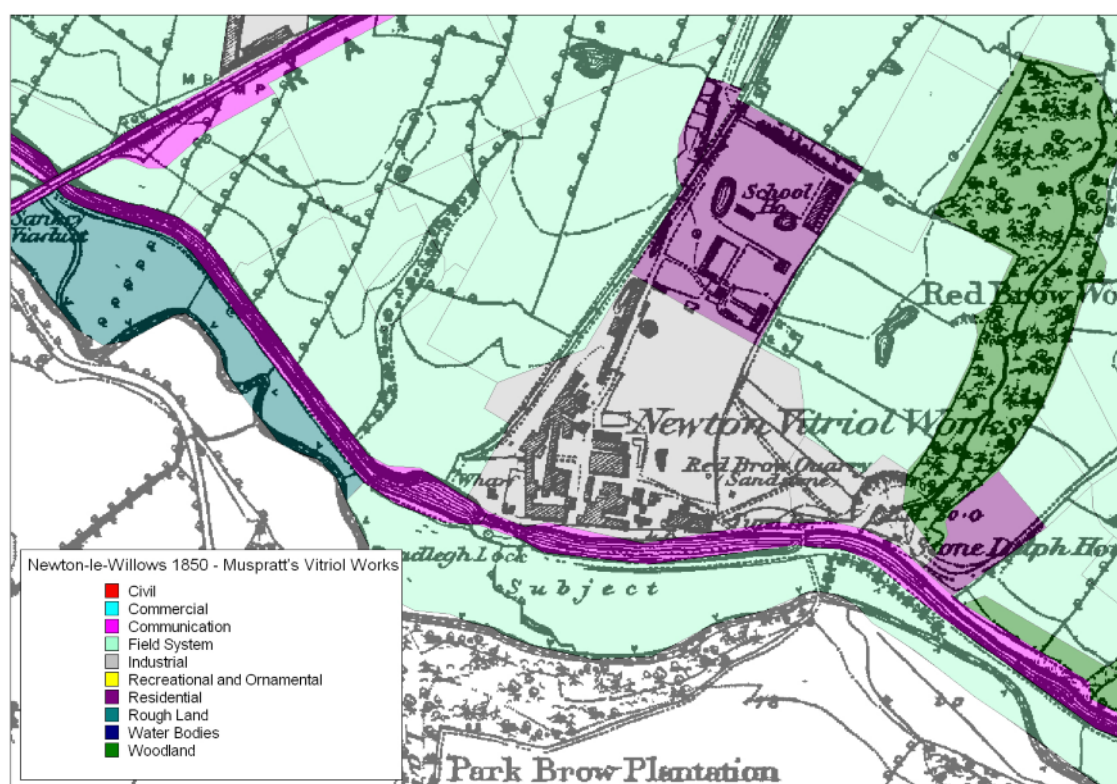 M P
M P
Sankey
Viaduct
School
Ho.
Red Brow Wo
Newton Vitriol Works
Red Brow Quarry
(Sandstone)
Wharf
one Dalph Ho
Lock
Subject
Newton-le-Willows 1850 - Muspratt's Vitriol Works
Civil
Commercial
Communication
Field System
Industrial
Recreational and Ornamental
Residential
Rough Land
Water Bodies
Woodland
Park Brow Plantation